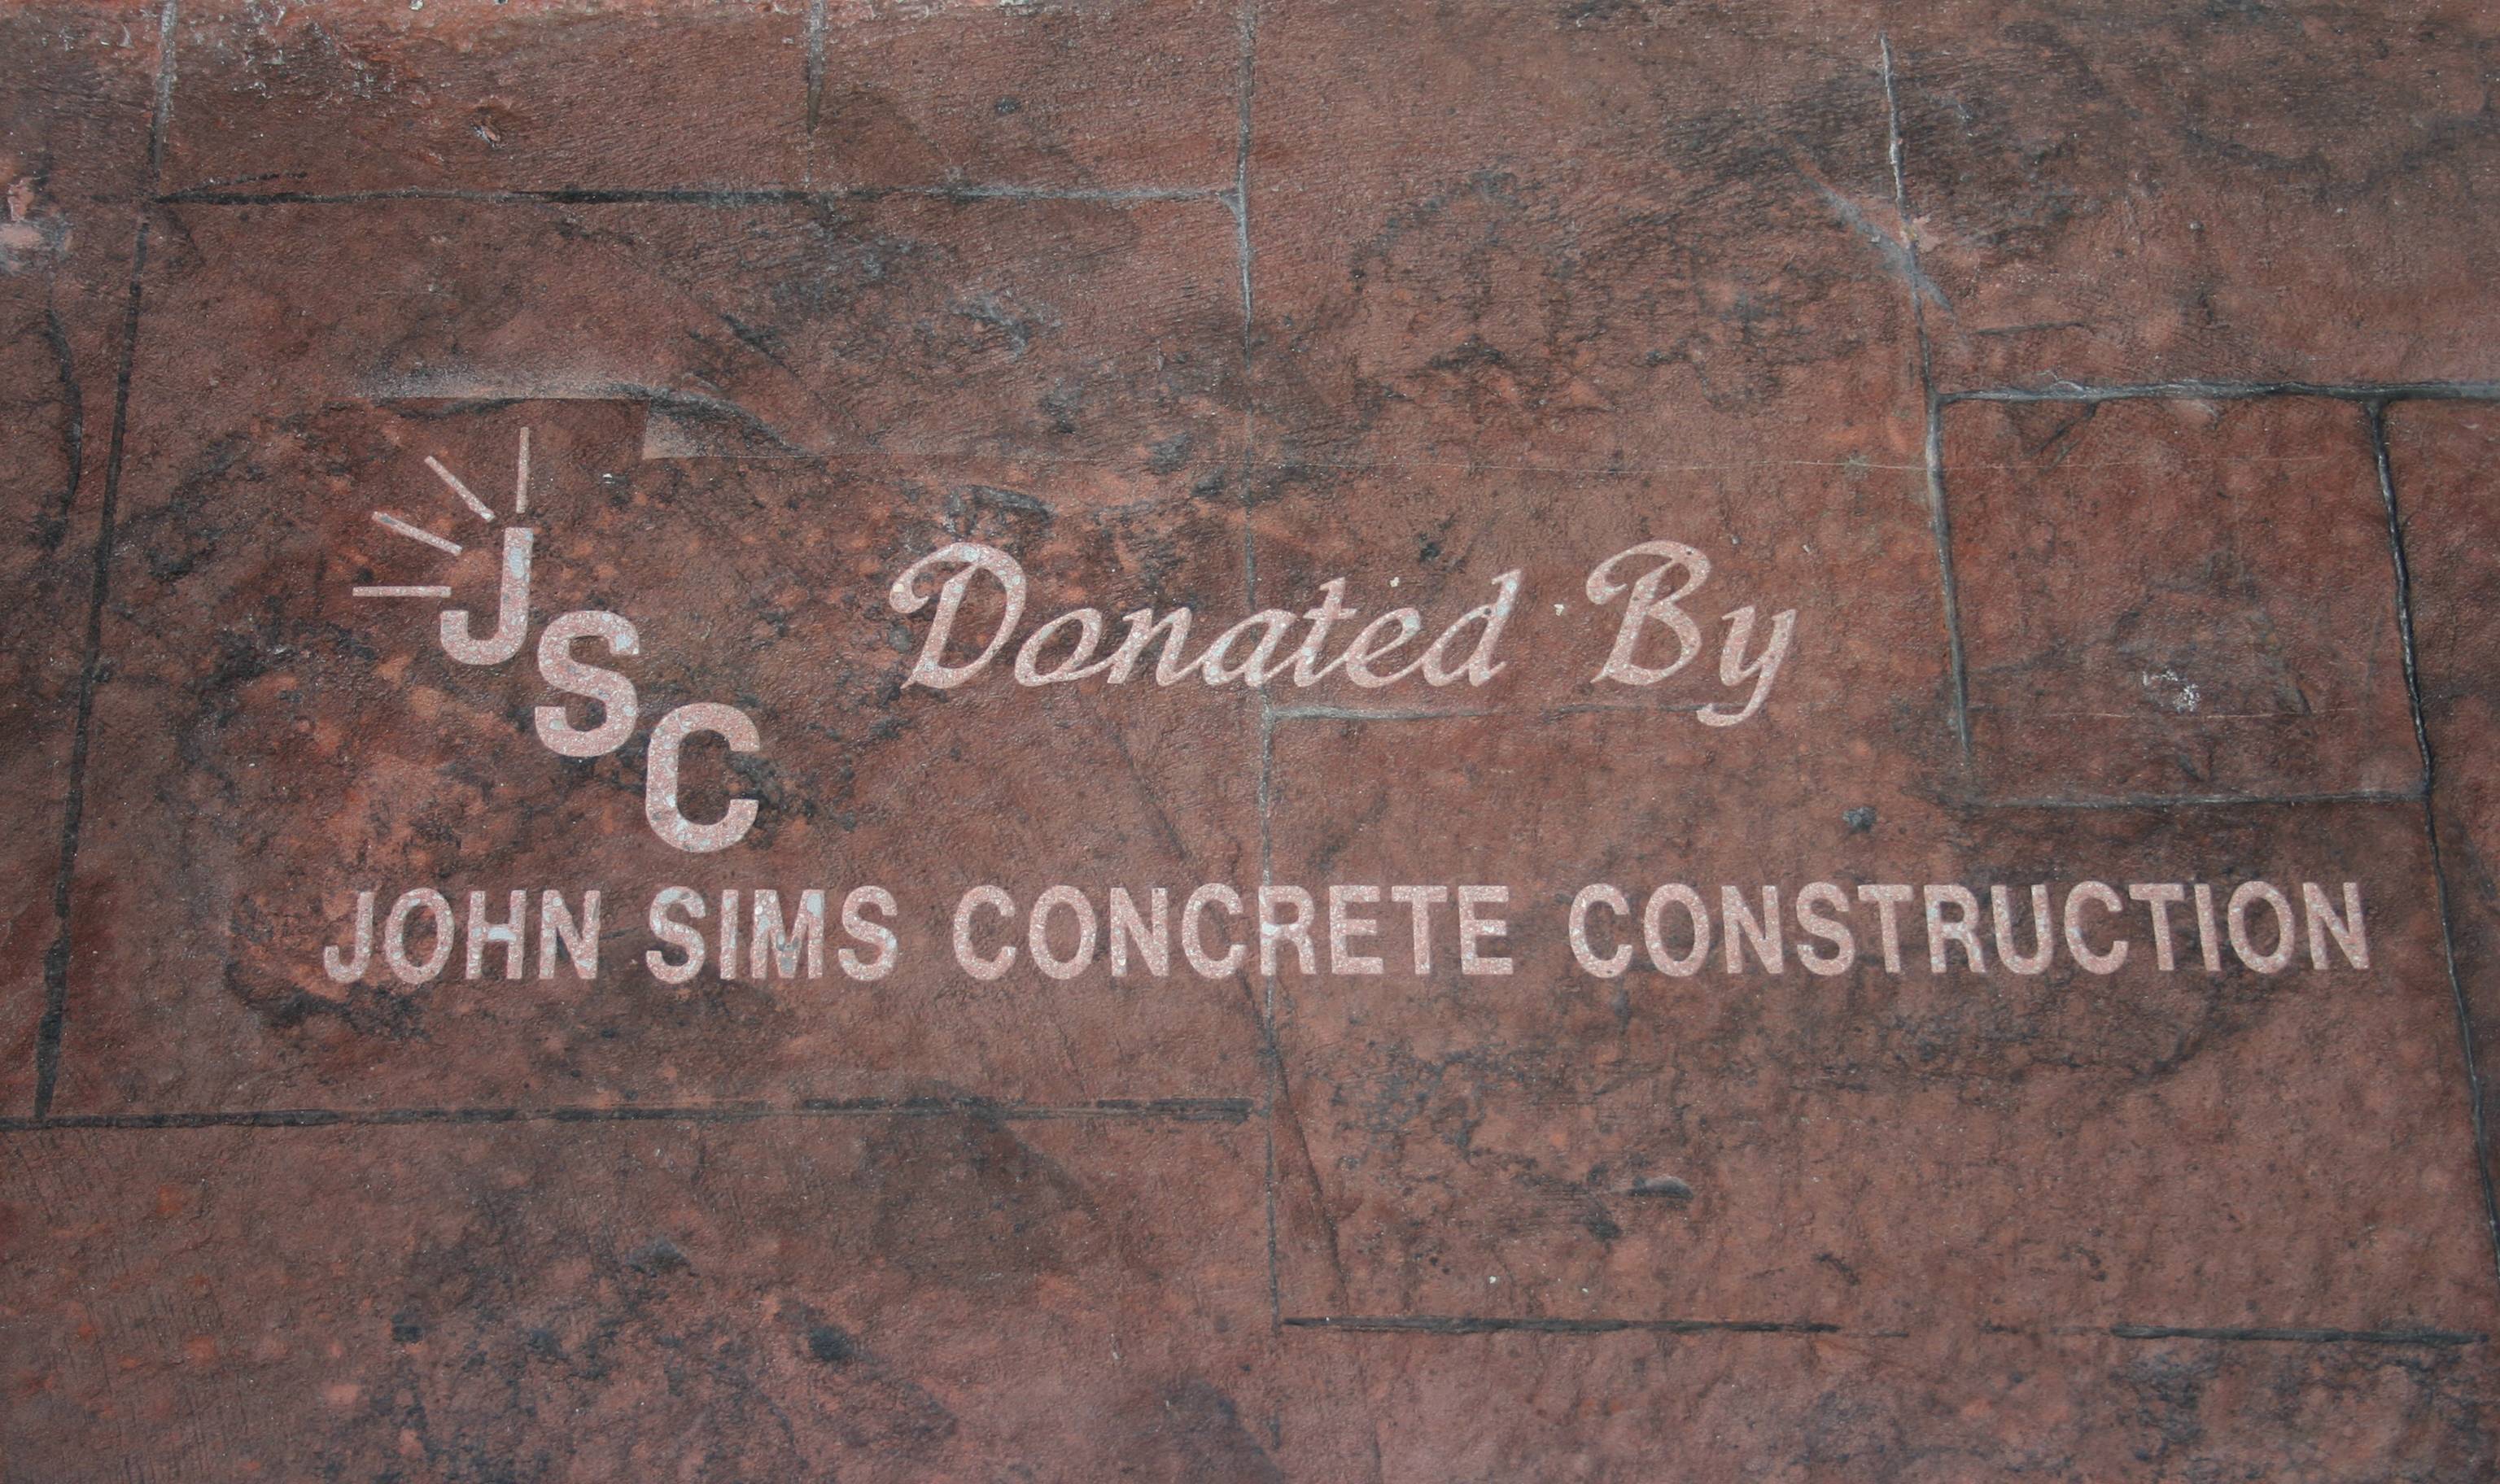 JSC
Donated By
JOHN SIMS CONCRETE CONSTRUCTION